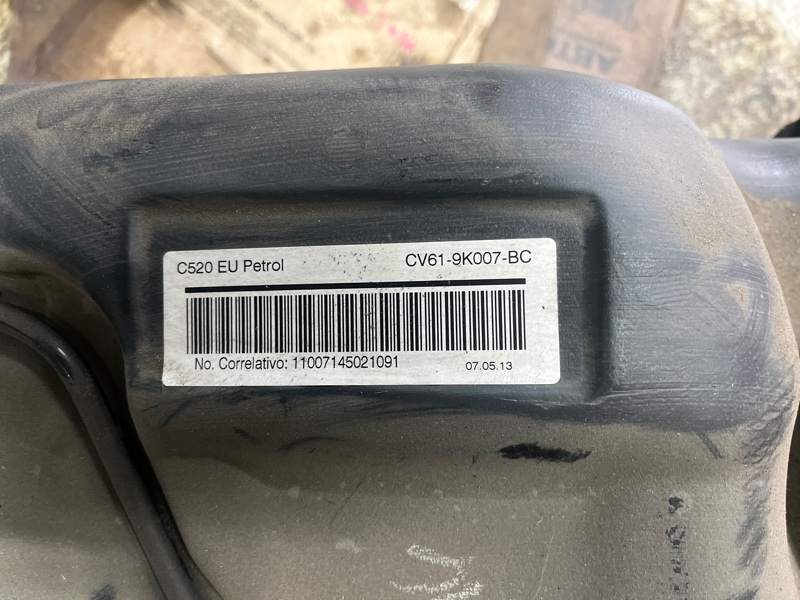 C520 EU Petrol CV61-9K007-BC
No. Correlativo: 11007145021091 07.05.13